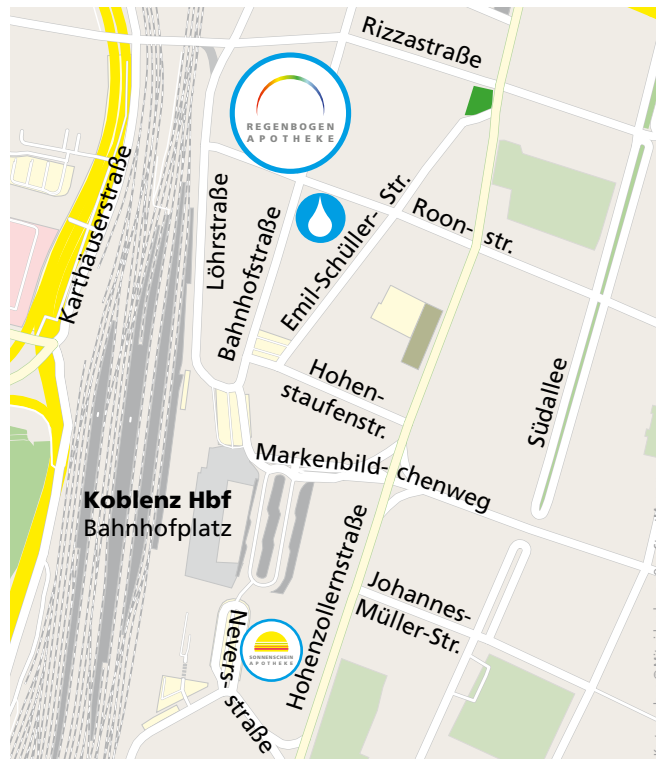 Rizzastraße
REGENBOGEN
APOTHEKE
Karthäuserstraße
Löhrstraße
Bahnhofstraße
Emil-Schüller- Str.
Roon- str.
Hohen-
staufenstr.
Südallee
Markenbild- chenweg
Koblenz Hbf
Bahnhofplatz
Hohenzollernstraße
Johannes-
Müller-Str.
Nevers-
straße
SONNENSCHEIN
APOTHEKE